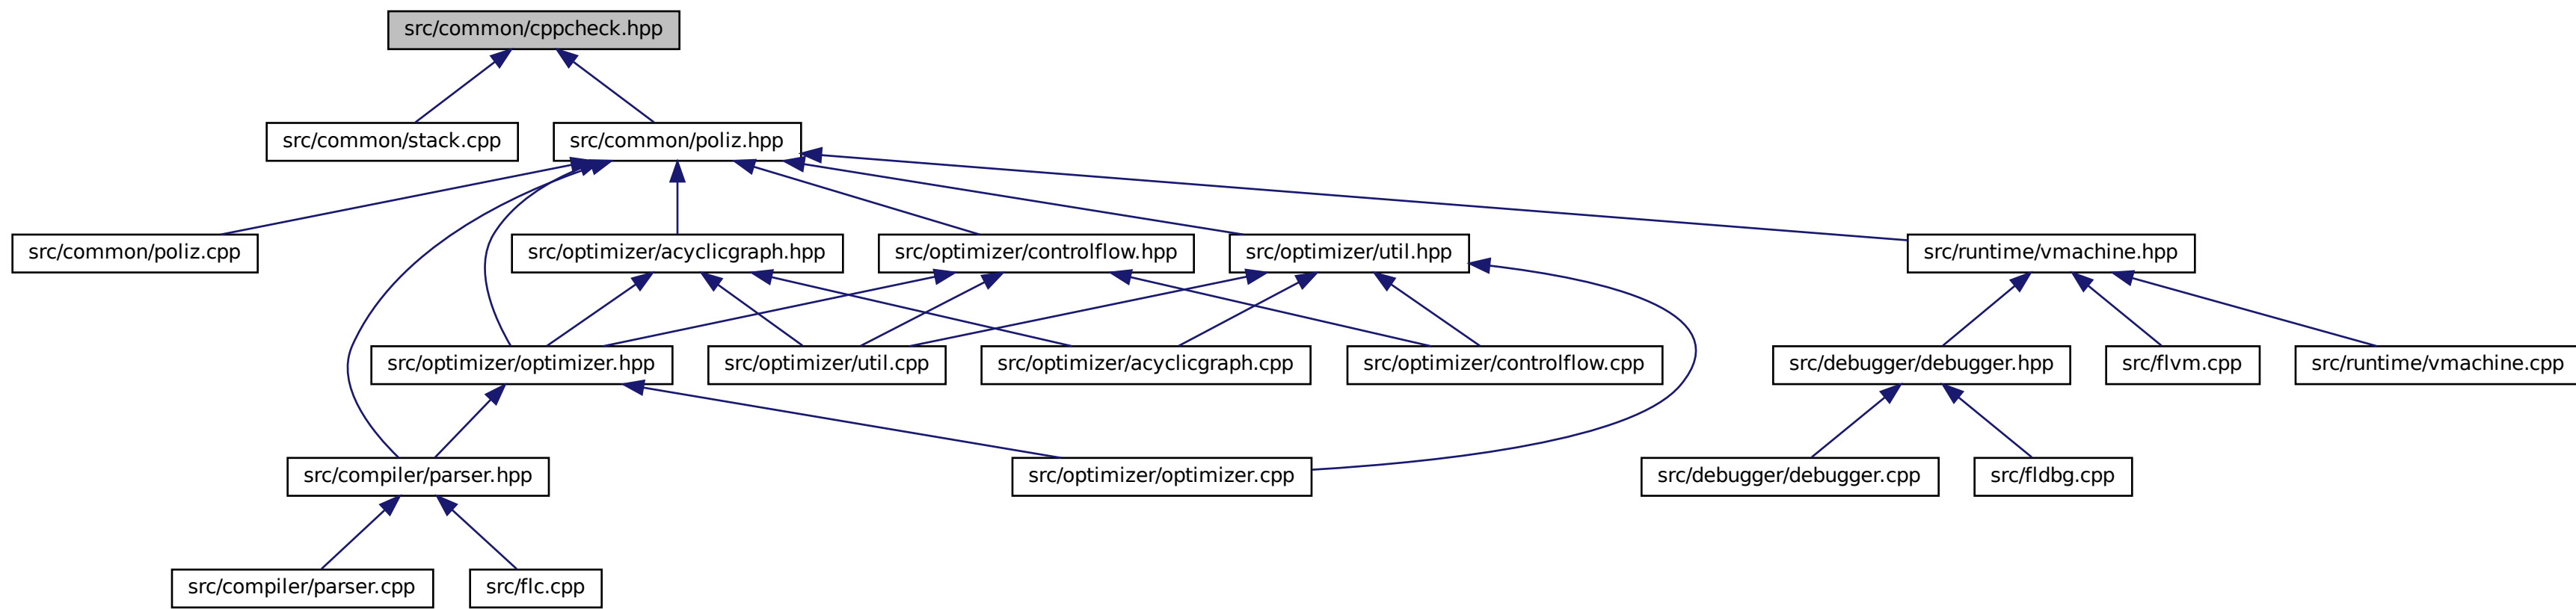 src/common/cppcheck.hpp
src/common/stack.cpp
src/common/poliz.hpp
src/common/poliz.cpp
src/optimizer/acyclicgraph.hpp
src/optimizer/controlflow.hpp
src/optimizer/util.hpp
src/runtime/vmachine.hpp
src/optimizer/optimizer.hpp
src/optimizer/util.cpp
src/optimizer/acyclicgraph.cpp
src/optimizer/controlflow.cpp
src/debugger/debugger.hpp
src/flvm.cpp
src/runtime/vmachine.cpp
src/compiler/parser.hpp
src/optimizer/optimizer.cpp
src/debugger/debugger.cpp
src/fldbg.cpp
src/compiler/parser.cpp
src/flc.cpp